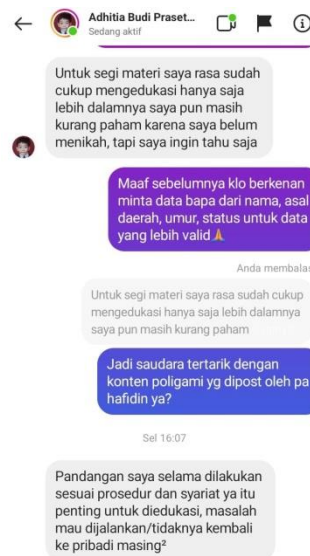 Adhitia Budi Praset...
Sedang aktif
Untuk segi materi saya rasa sudah
cukup mengedukasi hanya saja
lebih dalamnya saya pun masih
kurang paham karena saya belum
menikah, tapi saya ingin tahu saja
Maaf sebelumnya klo berkenan
minta data bapa dari nama, asal
daerah, umur, status untuk data
yang lebih valid🙏
Anda membalas
Untuk segi materi saya rasa sudah cukup
mengedukasi hanya saja lebih dalamnya
saya pun masih kurang paham
Jadi saudara tertarik dengan
konten poligami yg dipost oleh pa
hafidin ya?
Sel 16:07
Pandangan saya selama dilakukan
sesuai prosedur dan syariat ya itu
penting untuk diedukasi, masalah
mau dijalankan/tidaknya kembali
ke pribadi masing²